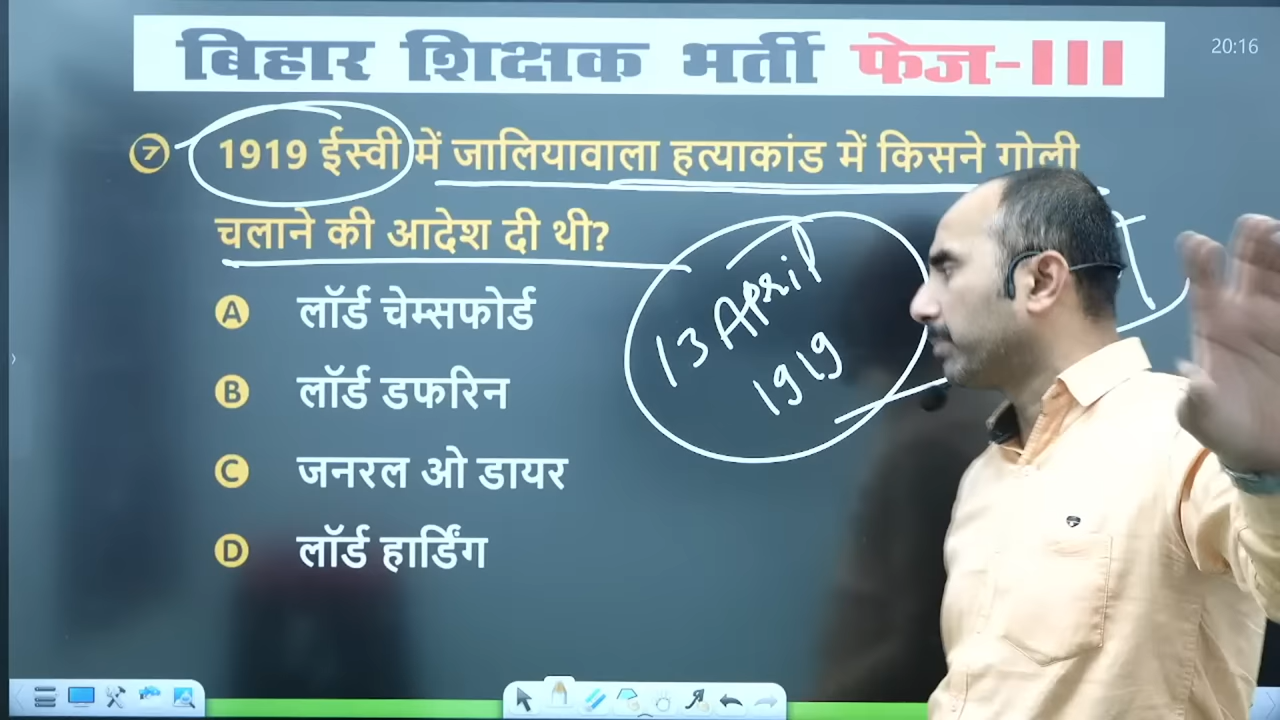 बिहार शिक्षक भर्ती फेज-III
20:16
7 1919 ईस्वी में जालियावाला हत्याकांड में किसने गोली
चलाने की आदेश दी थी?
13 April
1919
A लॉर्ड चेम्सफोर्ड
B लॉर्ड डफरिन
C जनरल ओ डायर
D लॉर्ड हार्डिंग